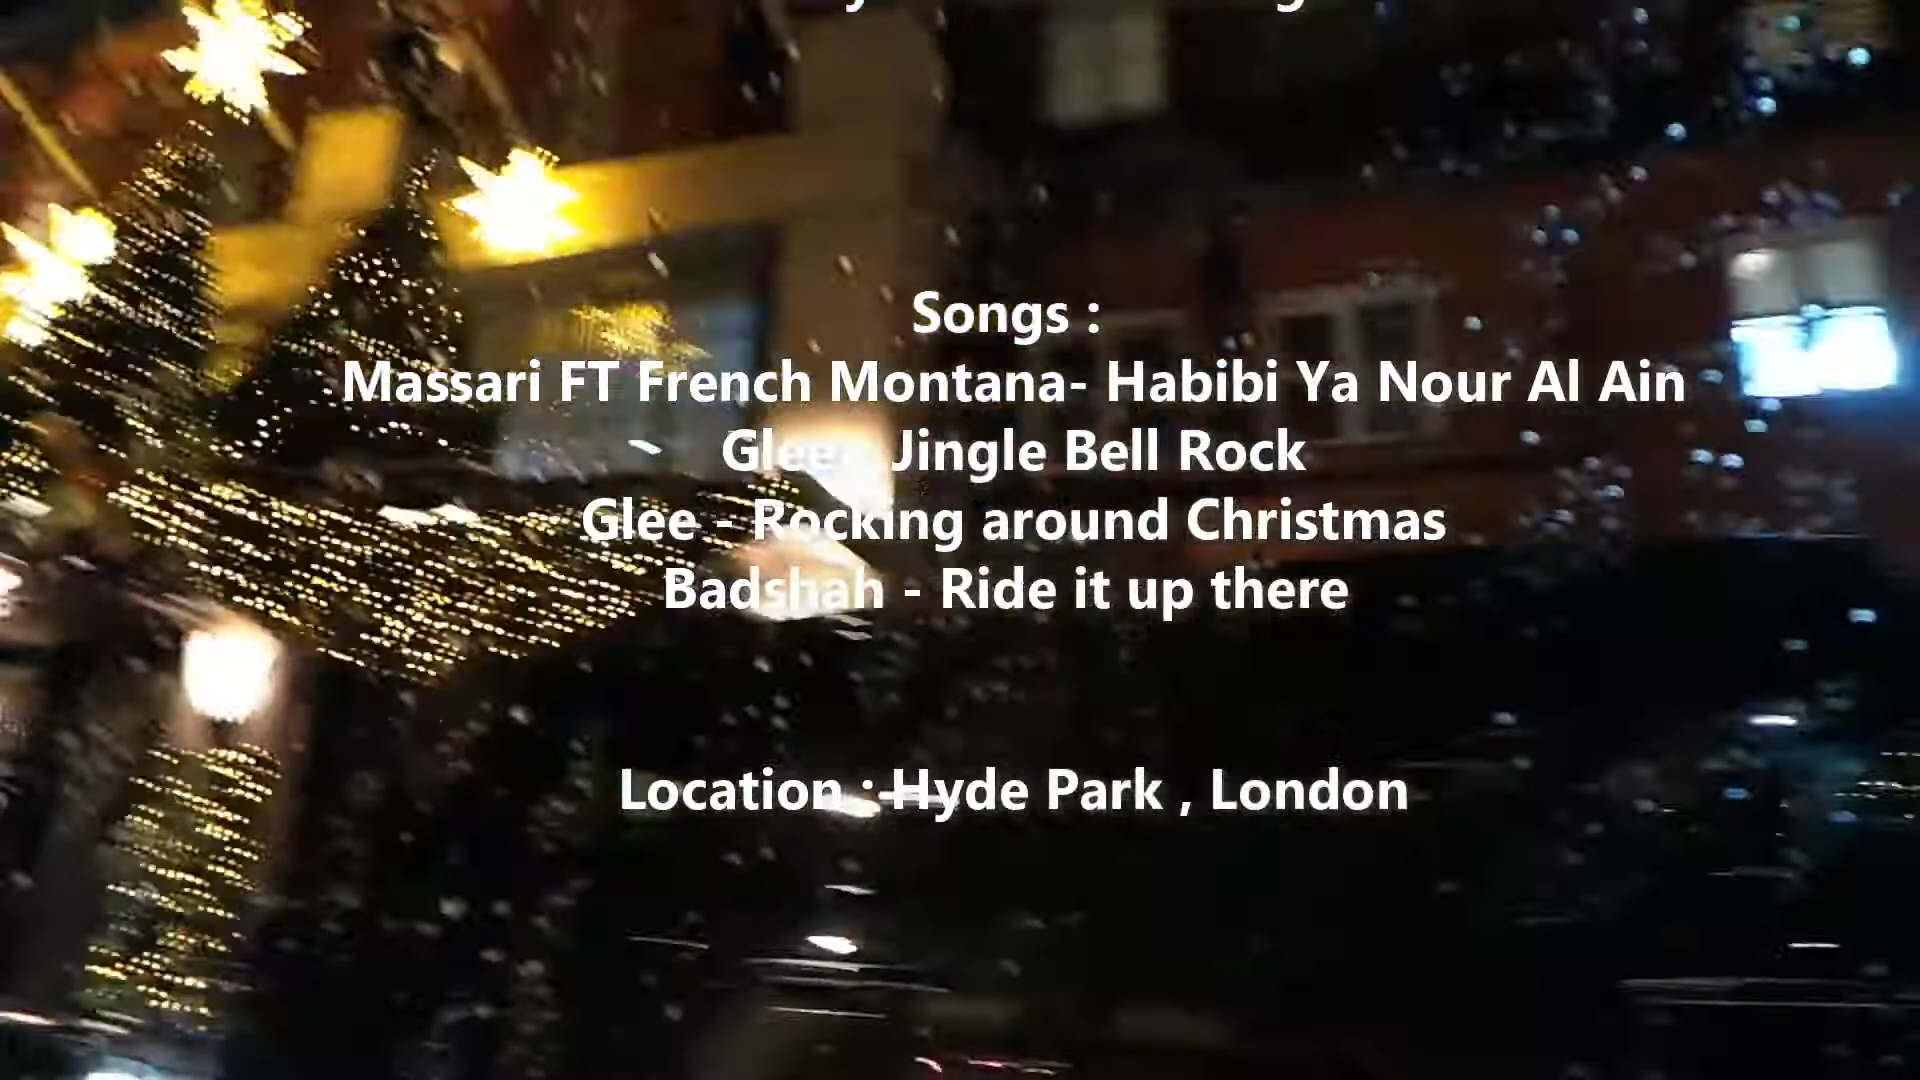 Songs :
Massari FT French Montana- Habibi Ya Nour Al Ain
Glee - Jingle Bell Rock
Glee - Rocking around Christmas
Badshah - Ride it up there
Location : Hyde Park , London